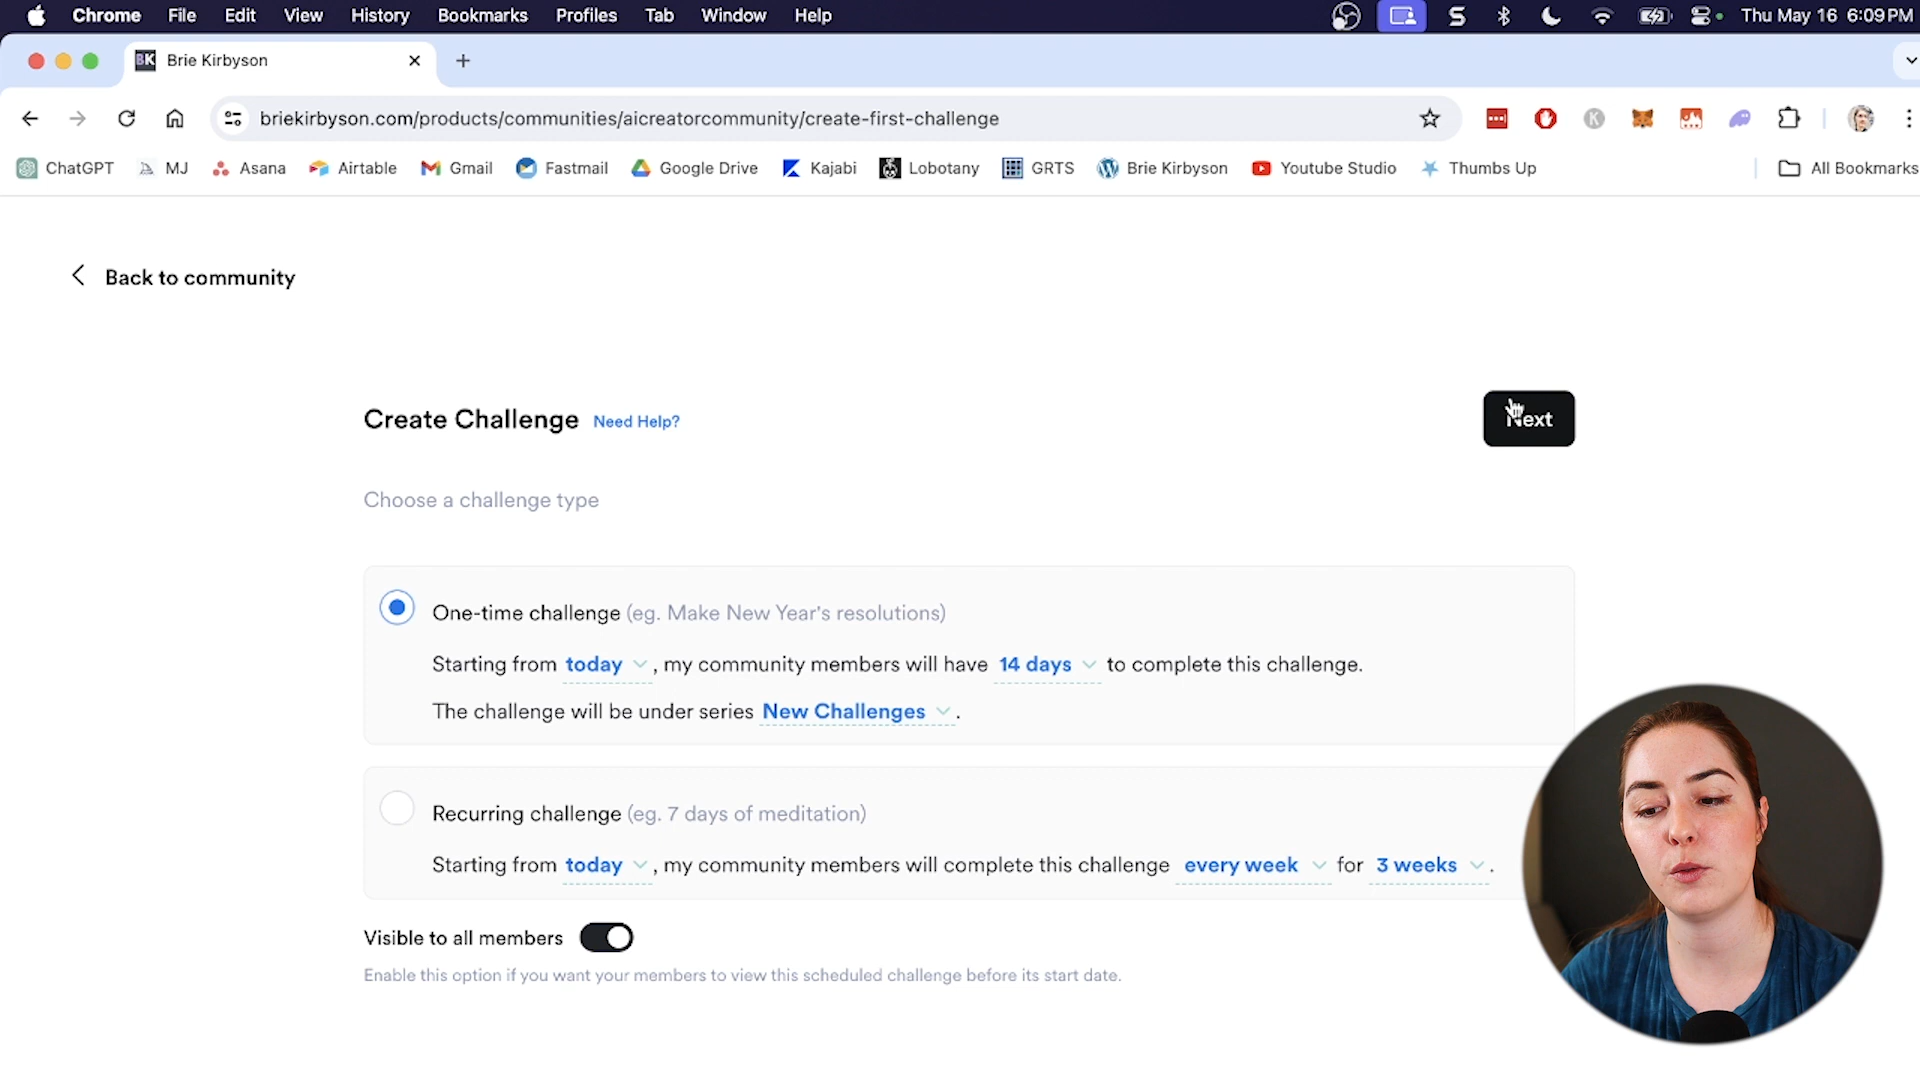 Chrome File Edit View History Bookmarks Profiles Tab Window Help S Thu May 16 6:09 PM
BK Brie Kirbyson
briekirbyson.com/products/communities/aicreatorcommunity/create-first-challenge K
ChatGPT MJ Asana Airtable Gmail Fastmail Google Drive Kajabi Lobotany GRTS Brie Kirbyson Youtube Studio Thumbs Up All Bookmarks
Back to community
Create Challenge Need Help? Next
Choose a challenge type
One-time challenge (eg. Make New Year's resolutions)
Starting from today , my community members will have 14 days to complete this challenge.
The challenge will be under series New Challenges .
Recurring challenge (eg. 7 days of meditation)
Starting from today , my community members will complete this challenge every week for 3 weeks .
Visible to all members
Enable this option if you want your members to view this scheduled challenge before its start date.